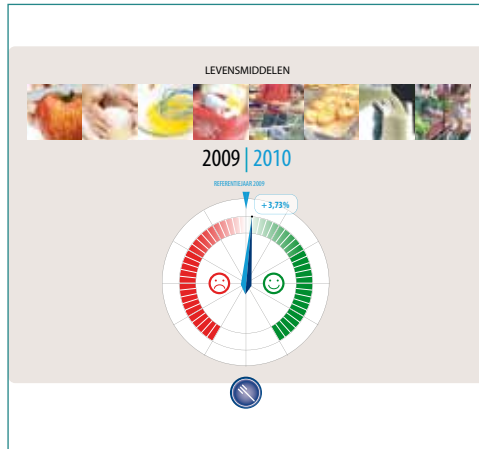 LEVENSMIDDELEN
2009 | 2010
REFERENTIEJAAR 2009
+3,73%